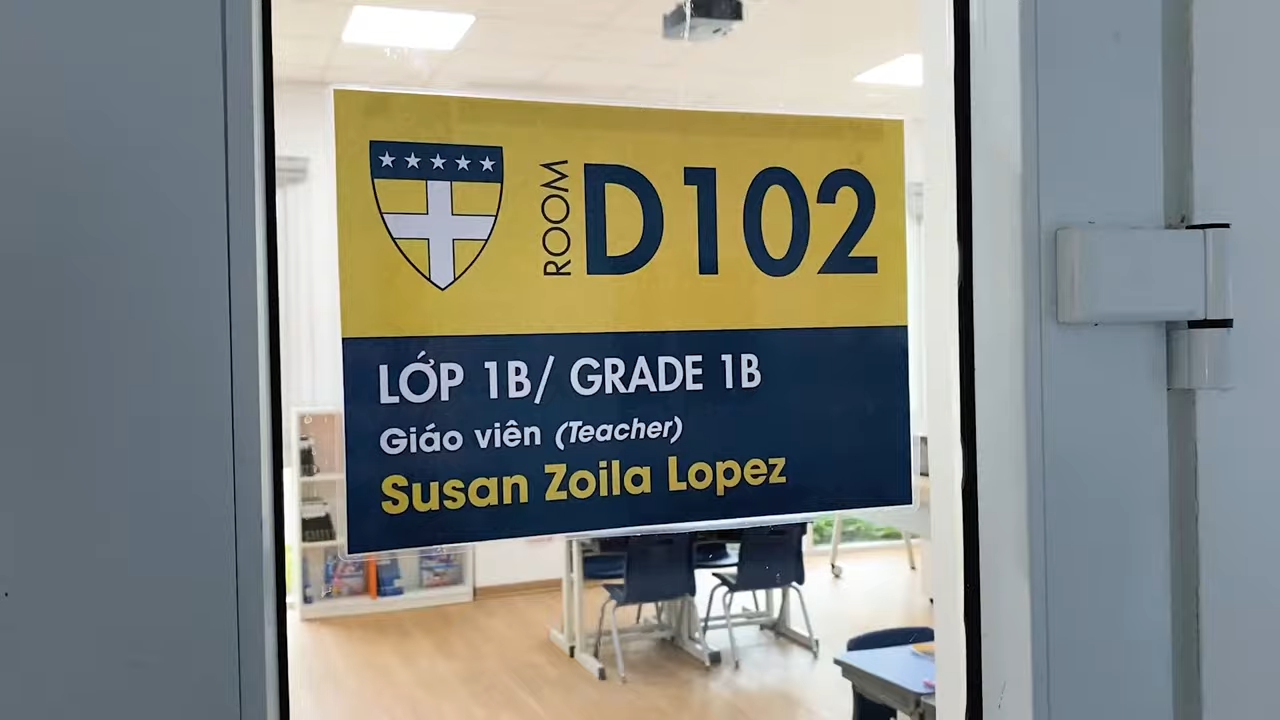 ROOM D102
LỚP 1B/ GRADE 1B
Giáo viên (Teacher)
Susan Zoila Lopez